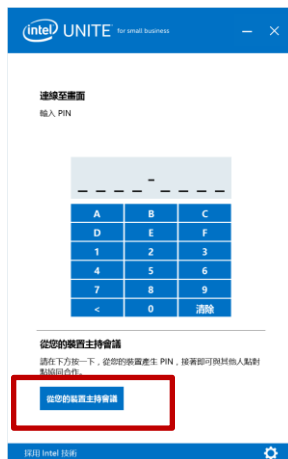 intel UNITE for small business
連線至畫面
輸入 PIN
_ _ _ _ - _ _ _
A B C
D E F
1 2 3
4 5 6
7 8 9
< 0 清除
從您的裝置主持會議
請在下方按一下，從您的裝置產生 PIN，接著即可與其他人點對
點協同合作。
從您的裝置主持會議
採用 Intel 技術